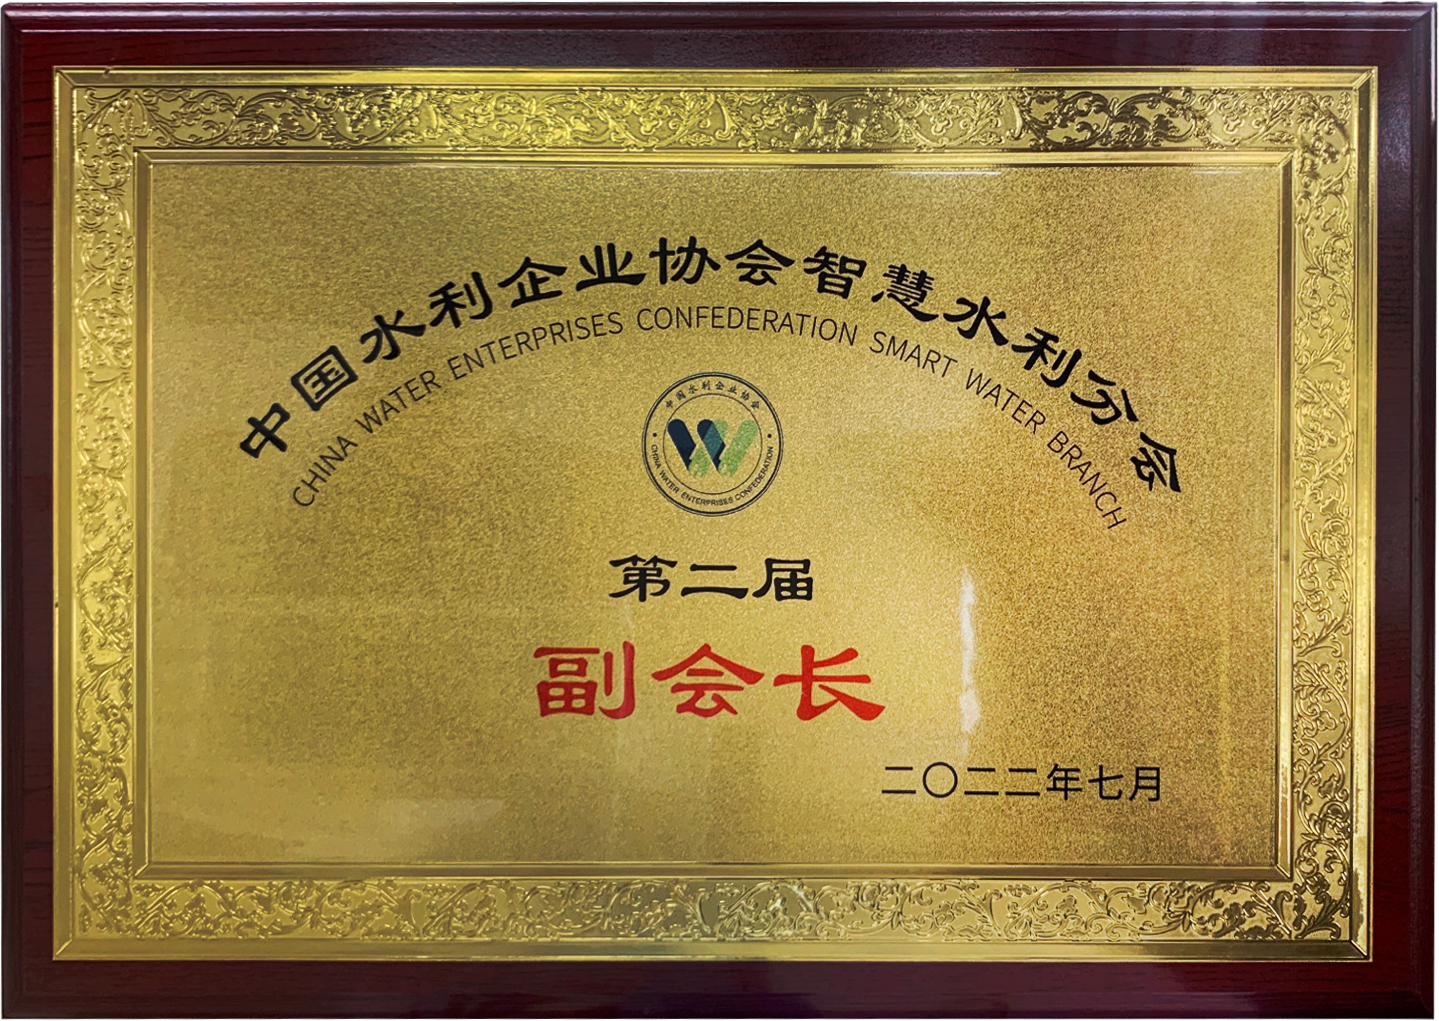 中国水利企业协会智慧水利分会
CHINA WATER ENTERPRISES CONFEDERATION SMART WATER BRANCH
中国水利企业协会
CHINA WATER ENTERPRISES CONFEDERATION
第二届
副会长
二〇二二年七月